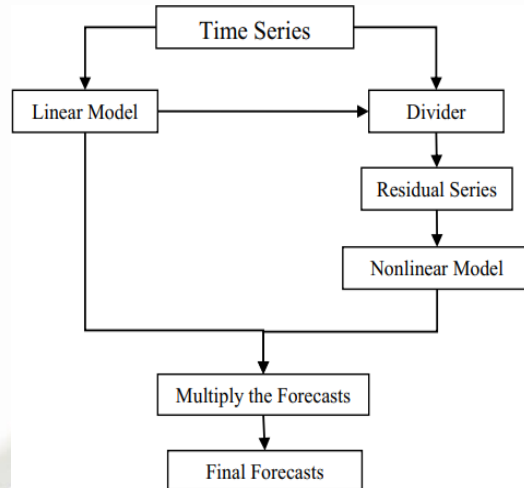 Time Series
Linear Model
Divider
Residual Series
Nonlinear Model
Multiply the Forecasts
Final Forecasts